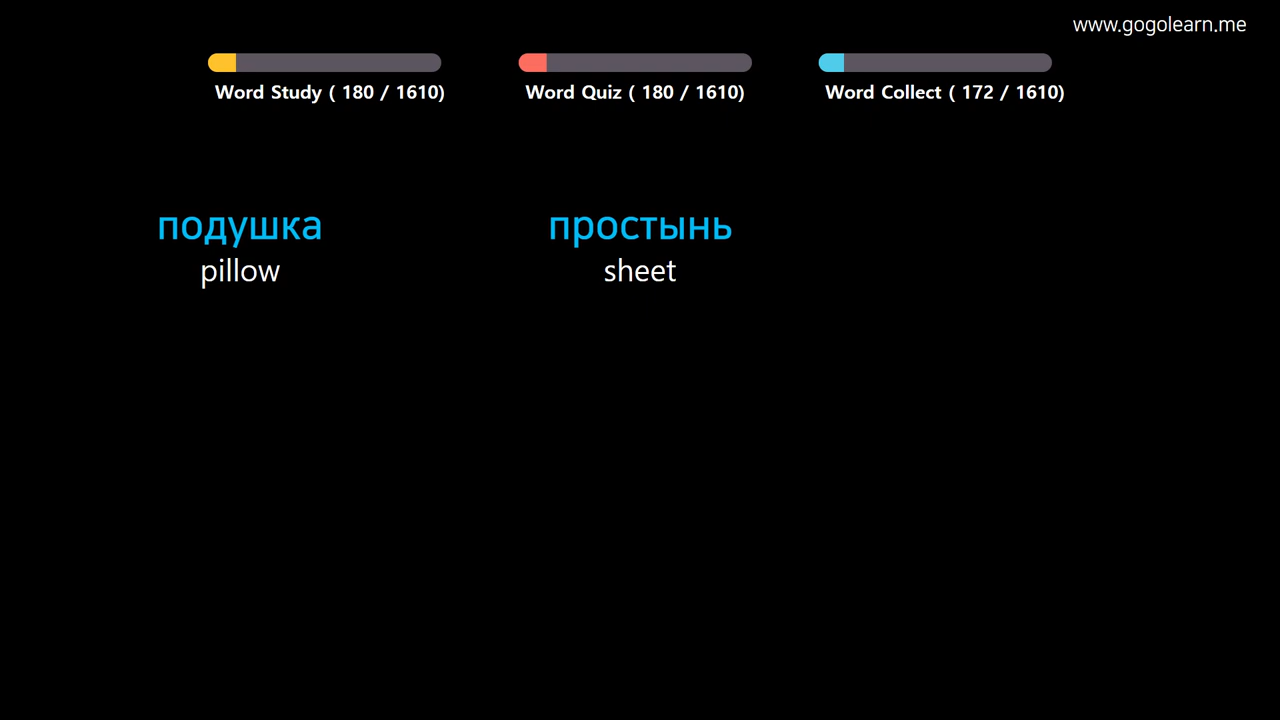 www.gogolearn.me
Word Study ( 180 / 1610)
Word Quiz ( 180 / 1610)
Word Collect ( 172 / 1610)
подушка
pillow
простынь
sheet